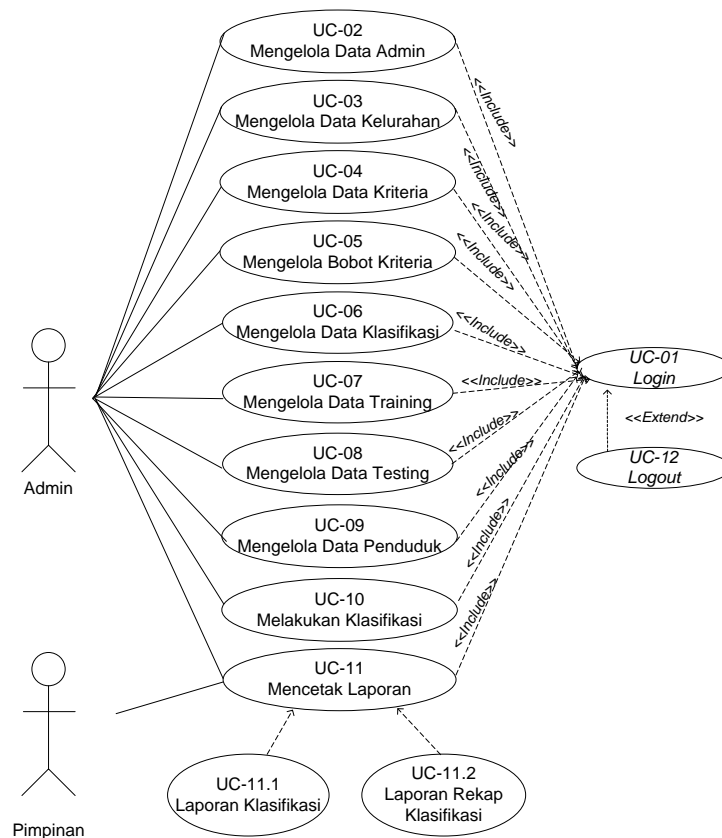 UC-02
Mengelola Data Admin
<<Include>>
UC-03
Mengelola Data Kelurahan
<<Include>>
UC-04
Mengelola Data Kriteria
<<Include>>
UC-05
Mengelola Bobot Kriteria
<<Include>>
UC-06
Mengelola Data Klasifikasi
<<Include>>
UC-01
Login
UC-07
Mengelola Data Training
<<Include>>
<<Extend>>
UC-08
Mengelola Data Testing
<<Include>>
UC-12
Logout
Admin
UC-09
Mengelola Data Penduduk
<<Include>>
UC-10
Melakukan Klasifikasi
<<Include>>
UC-11
Mencetak Laporan
<<Include>>
UC-11.1
Laporan Klasifikasi
UC-11.2
Laporan Rekap
Klasifikasi
Pimpinan